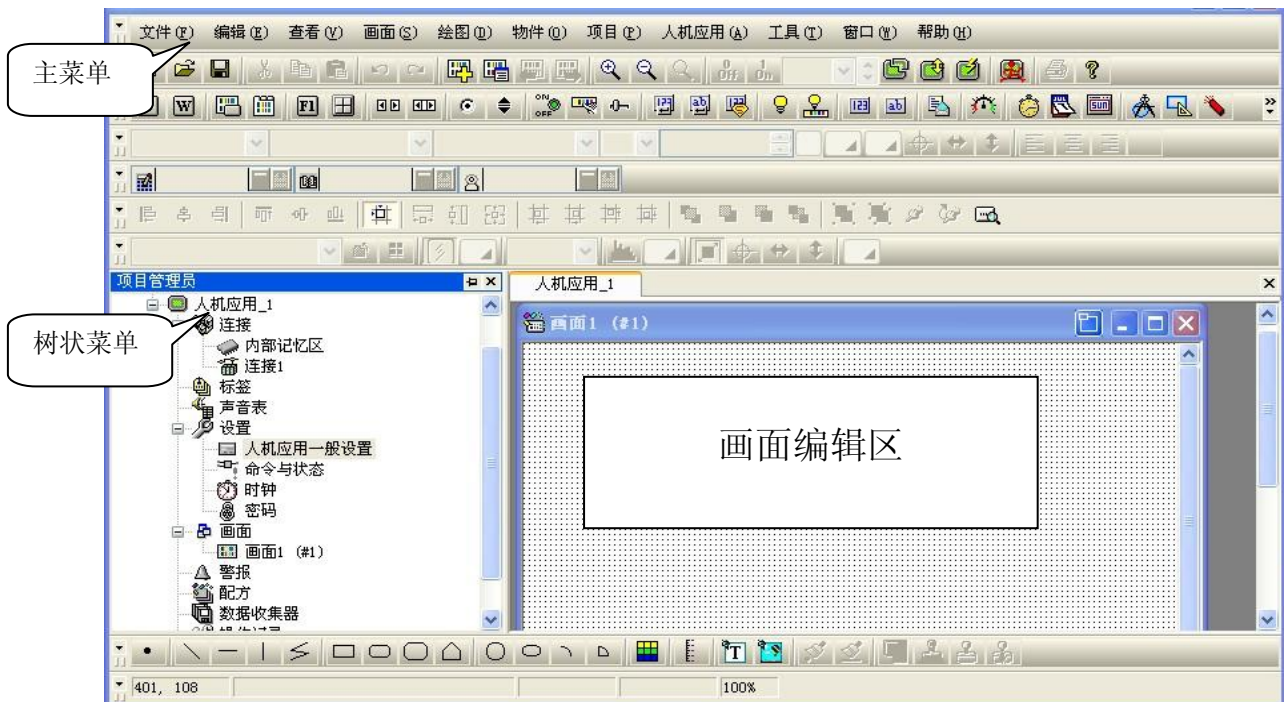 文件(F) 编辑(E) 查看(V) 画面(S) 绘图(D) 物件(O) 项目(P) 人机应用(A) 工具(T) 窗口(W) 帮助(H)
主菜单
项目管理员
人机应用_1
人机应用_1
连接
内部记忆区
连接1
标签
声音表
设置
人机应用一般设置
命令与状态
时钟
密码
画面
画面1 (#1)
警报
配方
数据收集器
树状菜单
画面1 (#1)
画面编辑区
401, 108
100%